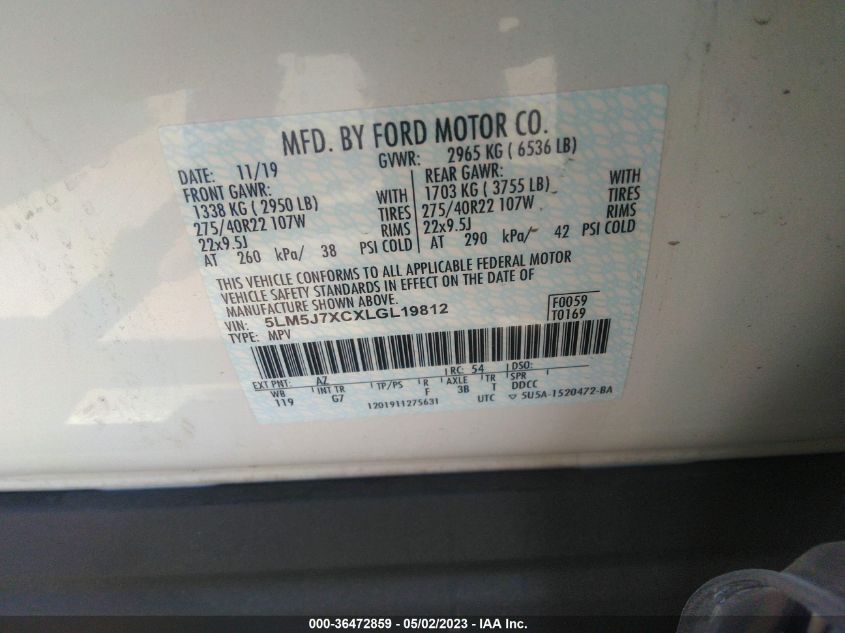 MFD. BY FORD MOTOR CO.
DATE: 11/19 GVWR: 2965 KG ( 6536 LB)
FRONT GAWR: REAR GAWR:
1338 KG ( 2950 LB) WITH 1703 KG ( 3755 LB) WITH
275/40R22 107W TIRES 275/40R22 107W TIRES
22x9.5J RIMS 22x9.5J RIMS
AT 260 kPa/ 38 PSI COLD AT 290 kPa/ 42 PSI COLD
THIS VEHICLE CONFORMS TO ALL APPLICABLE FEDERAL MOTOR
VEHICLE SAFETY STANDARDS IN EFFECT ON THE DATE OF
MANUFACTURE SHOWN ABOVE.
VIN: 5LM5J7XCXLGL19812 F0059
TYPE: MPV T0169
EXT PNT: AZ RC: 54 DSO:
WB INT TR TP/PS R AXLE TR SPR
119 G7 F 3B T DDCC
1201911275631 UTC ▽ 5U5A-1520472-BA
000-36472859 - 05/02/2023 - IAA Inc.